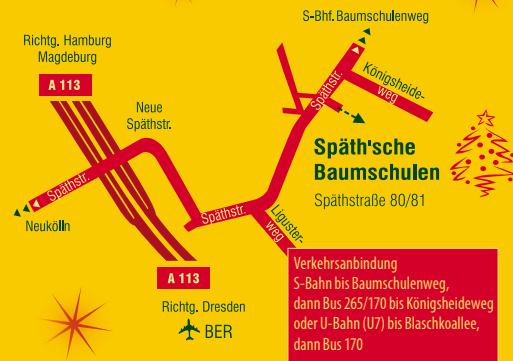 S-Bhf. Baumschulenweg
Richtg. Hamburg
Magdeburg
A 113
Königsheide-
weg
Neue
Späthstr.
Späthstr.
Späth'sche
Baumschulen
Späthstraße 80/81
Späthstr.
Späthstr.
Liguster-
weg
Neukölln
A 113
Richtg. Dresden
BER
Verkehrsanbindung
S-Bahn bis Baumschulenweg,
dann Bus 265/170 bis Königsheideweg
oder U-Bahn (U7) bis Blaschkoallee,
dann Bus 170